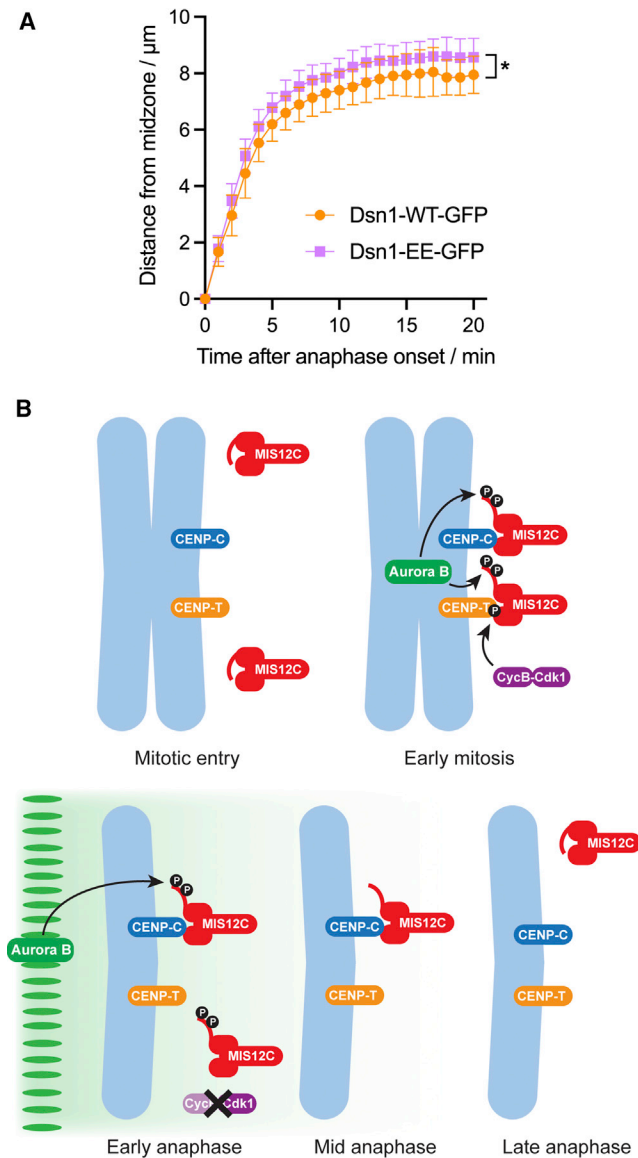 A
10
8
6
4
2
0
Distance from midzone / µm
*
Dsn1-WT-GFP
Dsn1-EE-GFP
0 5 10 15 20
Time after anaphase onset / min
B
MIS12C
CENP-C
CENP-T
MIS12C
Mitotic entry
P P
CENP-C
MIS12C
Aurora B
P P
CENP-T
P
MIS12C
CycB-Cdk1
Early mitosis
P P
CENP-C
MIS12C
Aurora B
CENP-T
P P
MIS12C
Cyc Cdk1
Early anaphase
CENP-C
MIS12C
CENP-T
Mid anaphase
MIS12C
CENP-C
CENP-T
Late anaphase